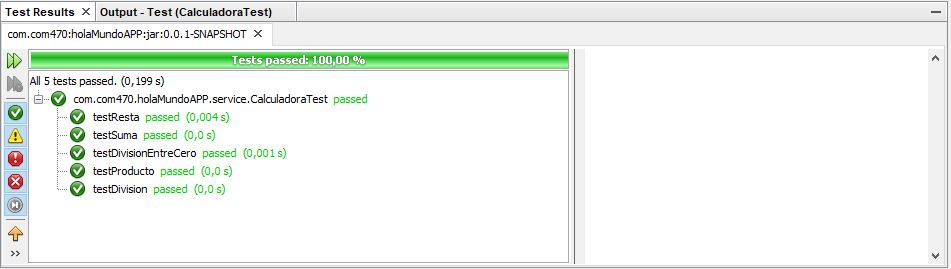 Test Results × Output - Test (CalculadoraTest)
com.com470:holaMundoAPP:jar:0.0.1-SNAPSHOT ×
Tests passed: 100,00 %
All 5 tests passed. (0,199 s)
com.com470.holaMundoAPP.service.CalculadoraTest passed
testResta passed (0,004 s)
testSuma passed (0,0 s)
testDivisionEntreCero passed (0,001 s)
testProducto passed (0,0 s)
testDivision passed (0,0 s)